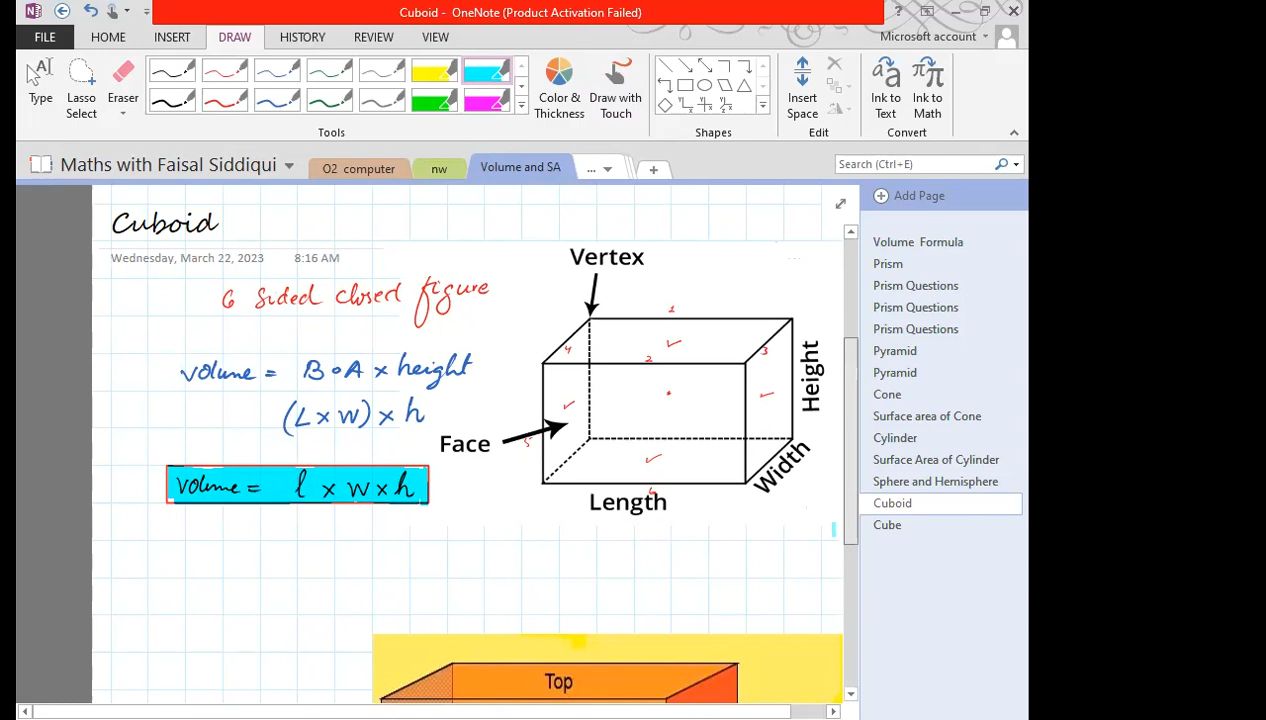 Cuboid - OneNote (Product Activation Failed)
?
FILE
HOME
INSERT
DRAW
HISTORY
REVIEW
VIEW
Microsoft account
Type
Lasso Select
Eraser
Color & Thickness
Draw with Touch
Insert Space
Ink to Text
Ink to Math
Tools
Shapes
Edit
Convert
Maths with Faisal Siddiqui
O2 computer
nw
Volume and SA
...
Search (Ctrl+E)
Add Page
Volume Formula
Prism
Prism Questions
Prism Questions
Prism Questions
Pyramid
Pyramid
Cone
Surface area of Cone
Cylinder
Surface Area of Cylinder
Sphere and Hemisphere
Cuboid
Cube
Cuboid
Wednesday, March 22, 2023 8:16 AM
6 sided closed figure
volume = B.A × height
(L × W) × h
Volume = l × w × h
Vertex
2
3
4
5
6
Face
Height
Width
Length
Top